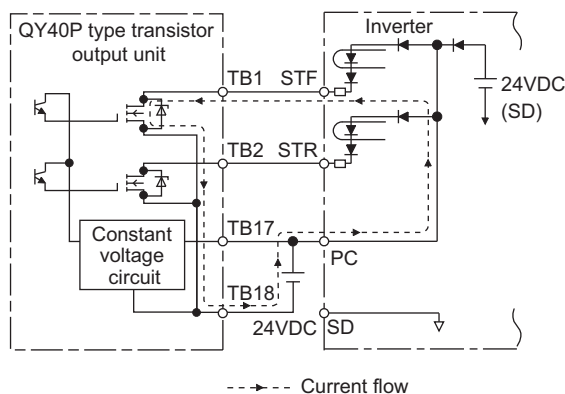 QY40P type transistor
output unit
Inverter
TB1 STF
24VDC
(SD)
TB2 STR
Constant
voltage
circuit
TB17
PC
TB18
24VDC SD
Current flow